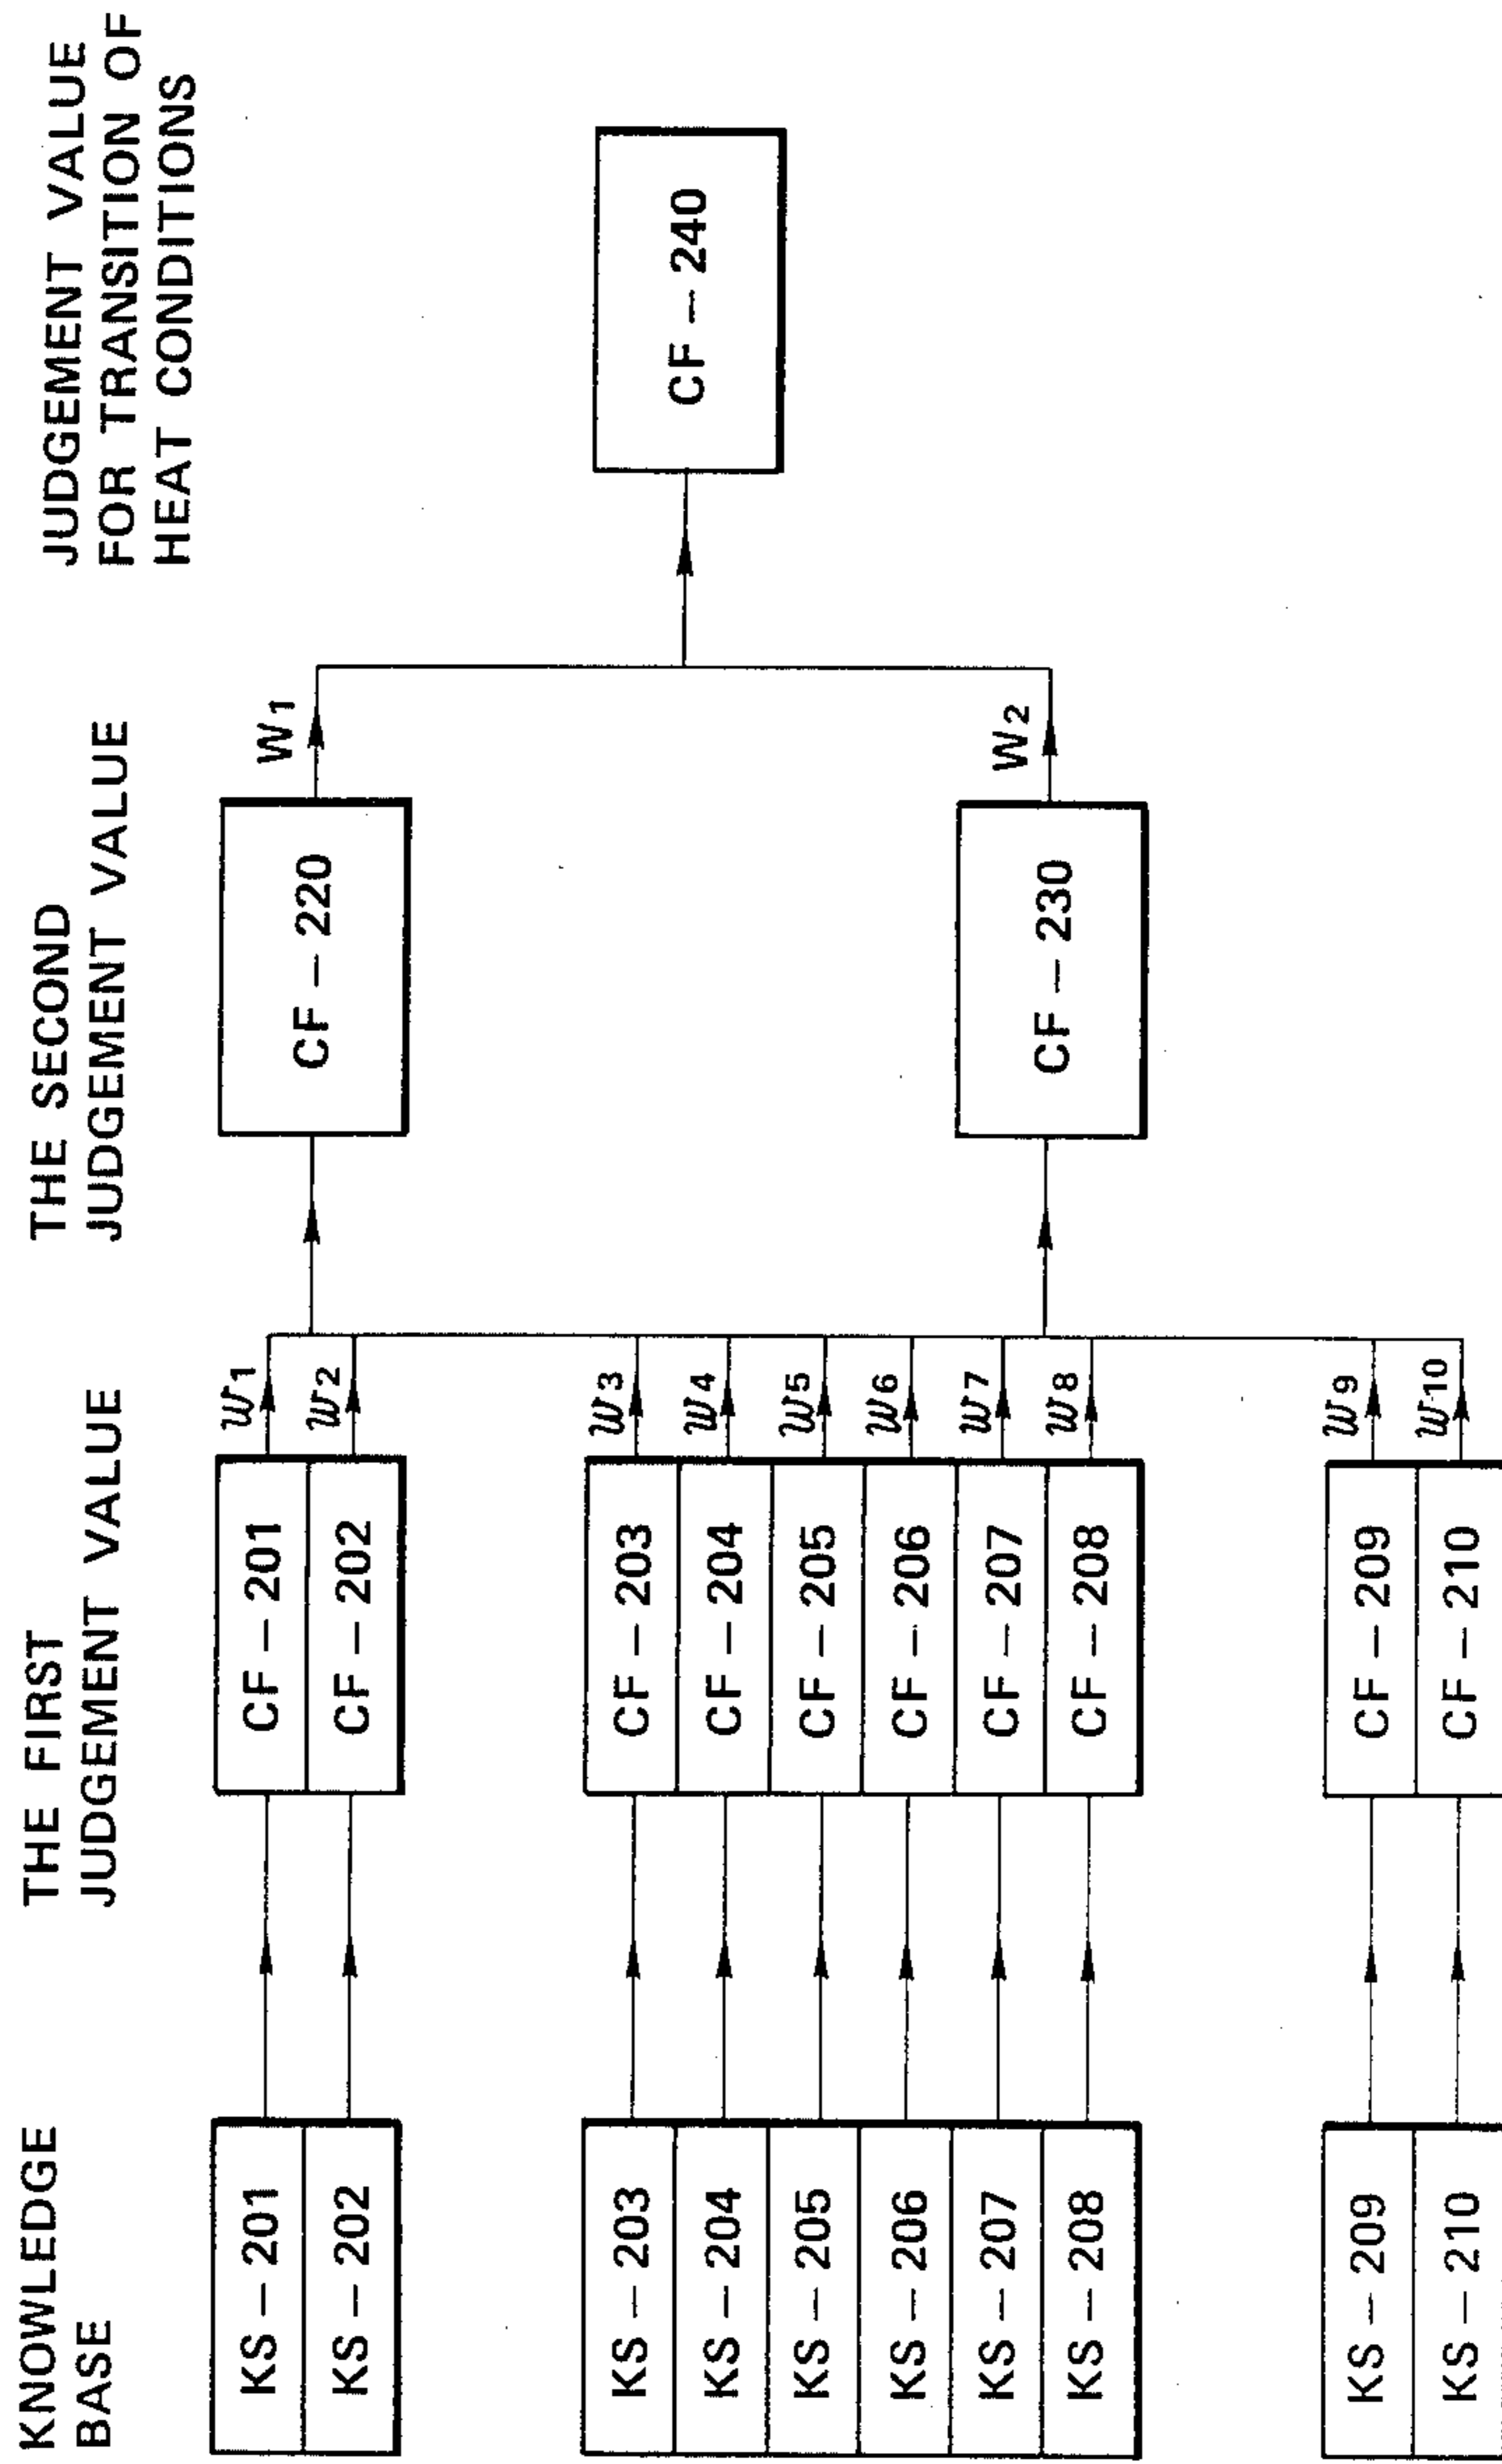 KNOWLEDGE
BASE
THE FIRST
JUDGEMENT VALUE
THE SECOND
JUDGEMENT VALUE
JUDGEMENT VALUE
FOR TRANSITION OF
HEAT CONDITIONS
KS – 201
KS – 202
KS – 203
KS – 204
KS – 205
KS – 206
KS – 207
KS – 208
KS – 209
KS – 210
CF – 201
CF – 202
CF – 203
CF – 204
CF – 205
CF – 206
CF – 207
CF – 208
CF – 209
CF – 210
w1
w2
w3
w4
w5
w6
w7
w8
w9
w10
CF – 220
CF – 230
W1
W2
CF – 240